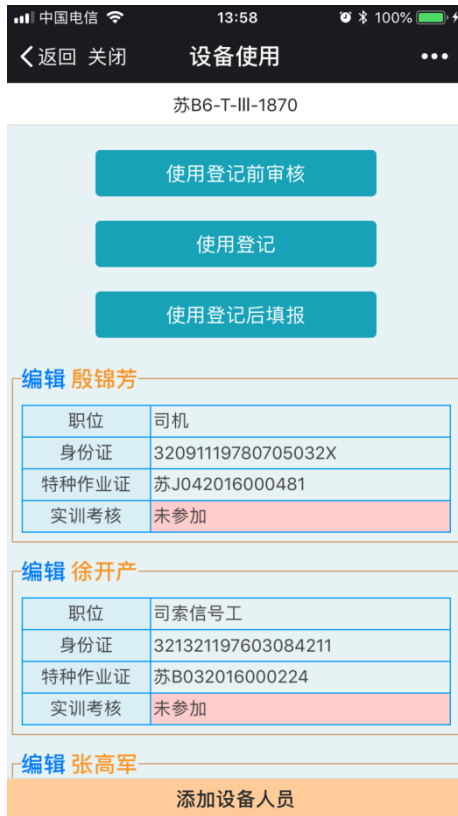 中国电信 13:58 100%
返回 关闭 设备使用
苏B6-T-Ⅲ-1870
使用登记前审核
使用登记
使用登记后填报
编辑 殷锦芳
职位 司机
身份证 32091119780705032X
特种作业证 苏J042016000481
实训考核 未参加
编辑 徐开产
职位 司索信号工
身份证 321321197603084211
特种作业证 苏B032016000224
实训考核 未参加
编辑 张高军
添加设备人员